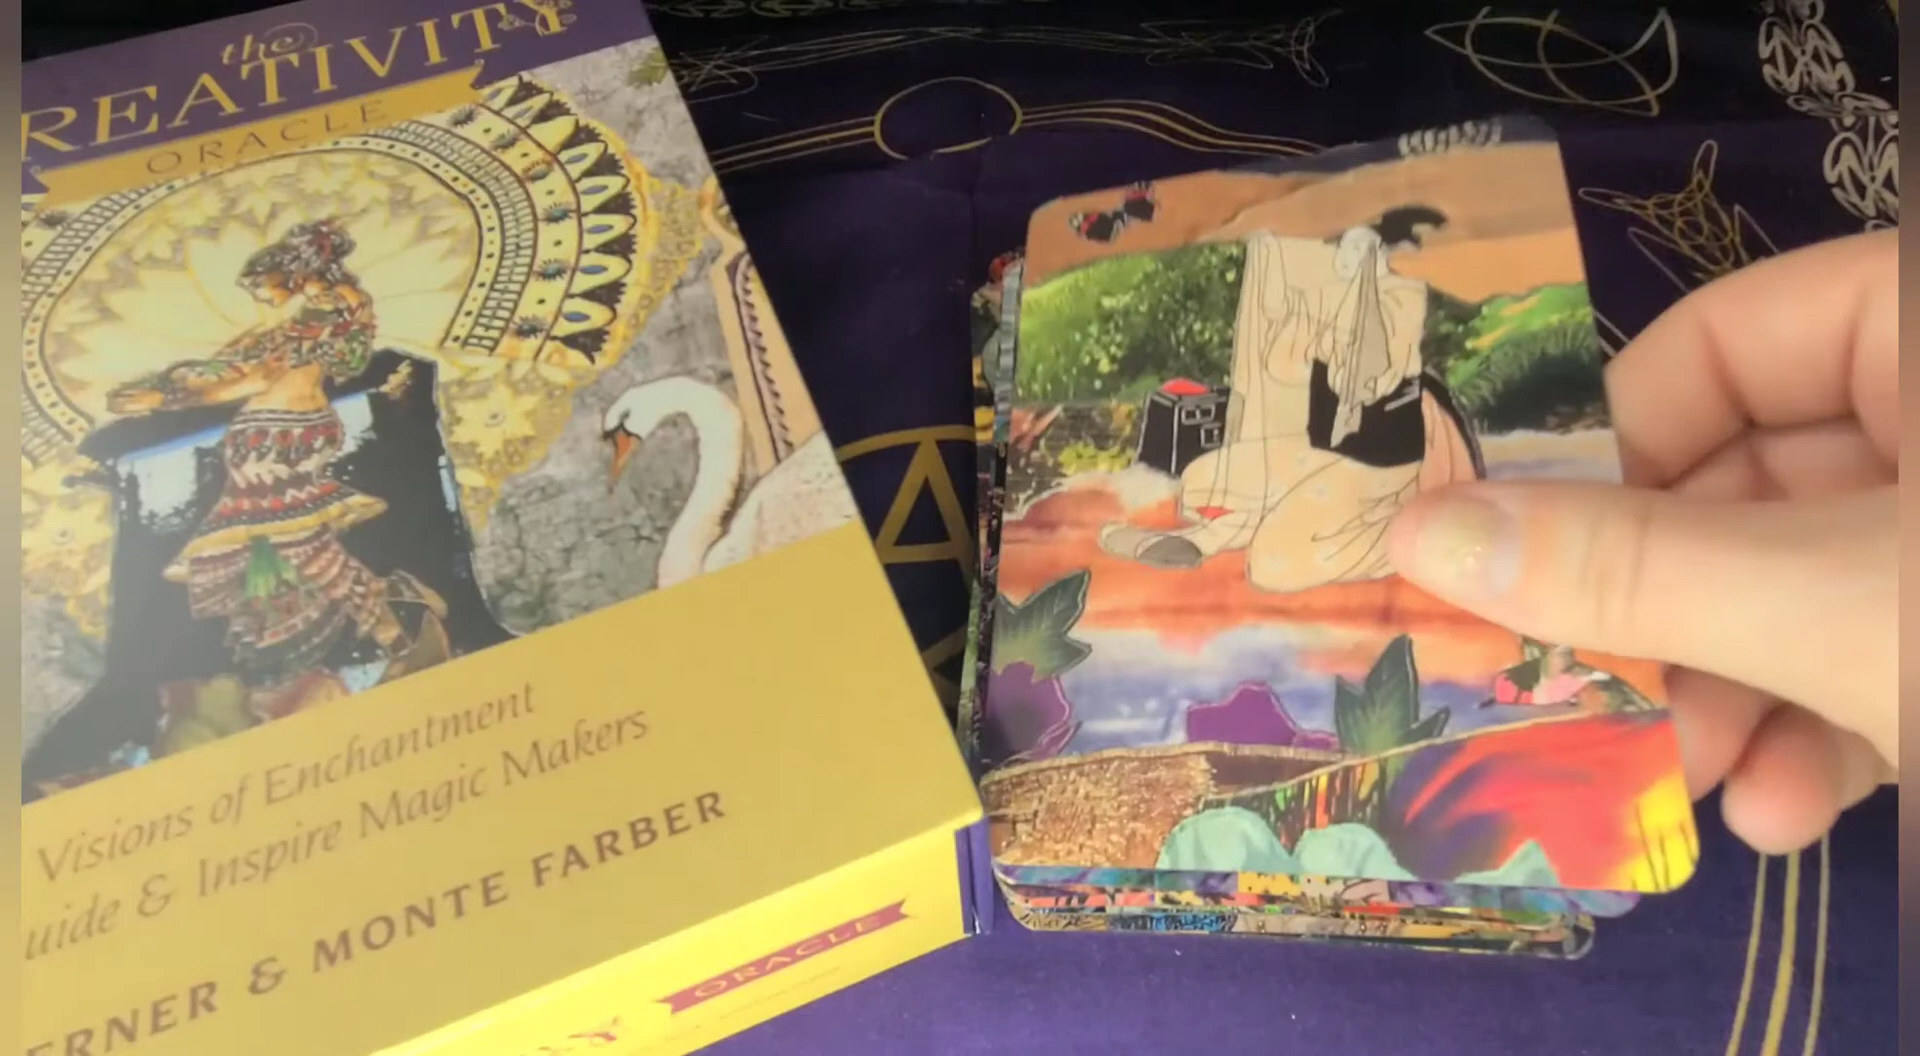 the
REATIVITY
ORACLE
Visions of Enchantment
uide & Inspire Magic Makers
ERNER & MONTE FARBER
ORACLE